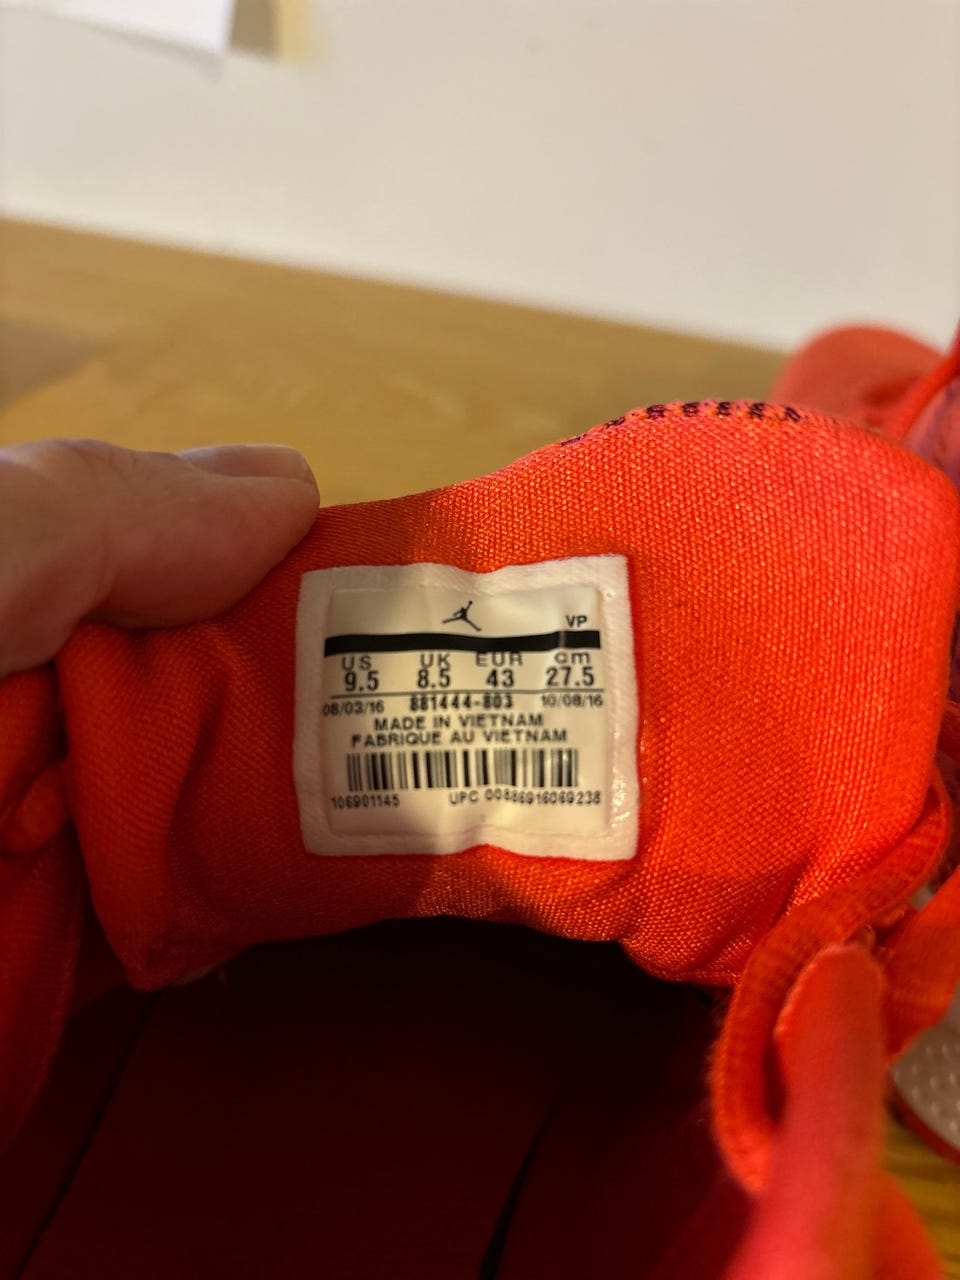 VP
US UK EUR cm
9.5 8.5 43 27.5
08/03/16 881444-803 10/08/16
MADE IN VIETNAM
FABRIQUE AU VIETNAM
106901145 UPC 00886916069238